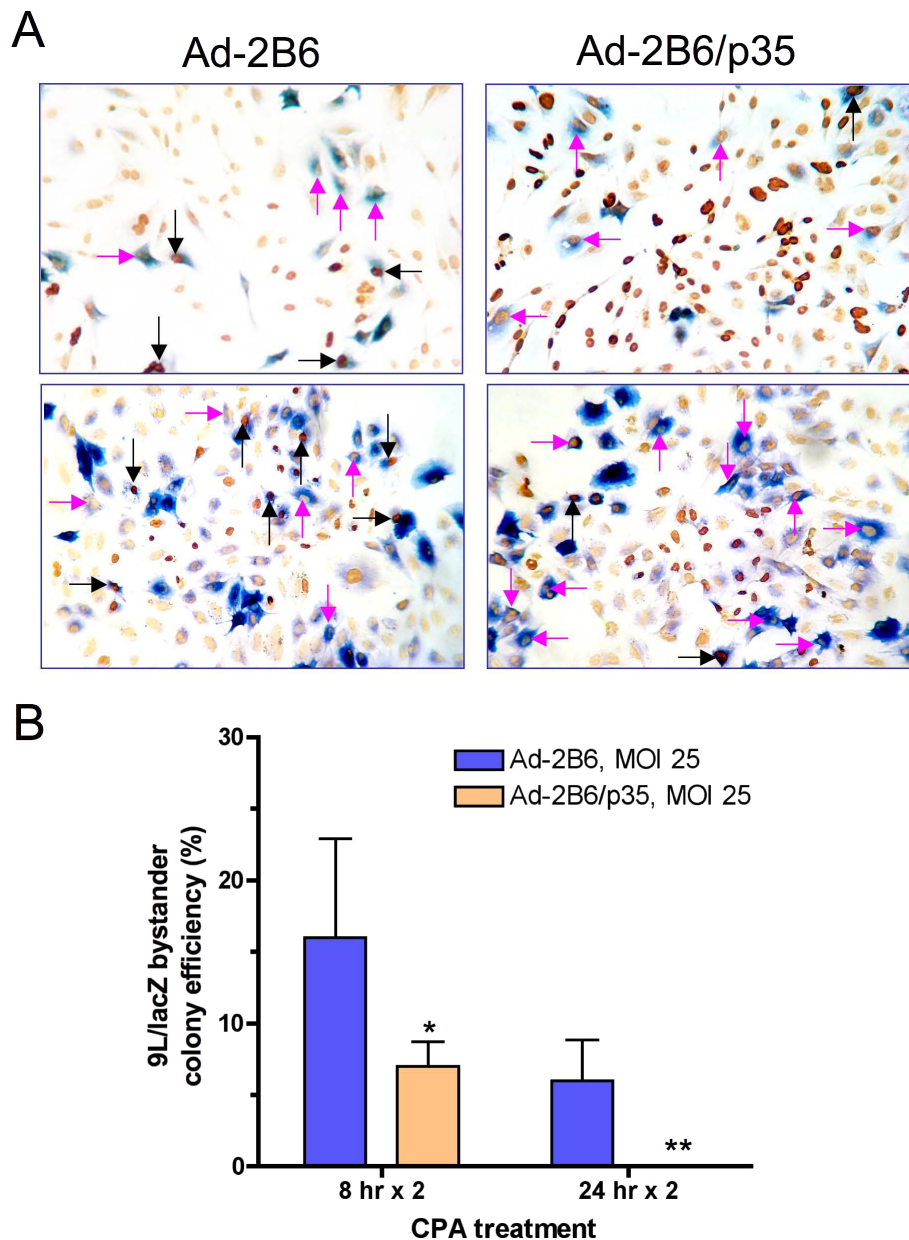 A
Ad-2B6
Ad-2B6/p35
B
30
20
10
0
9L/lacZ bystander
colony efficiency (%)
Ad-2B6, MOI 25
Ad-2B6/p35, MOI 25
*
**
8 hr x 2
24 hr x 2
CPA treatment